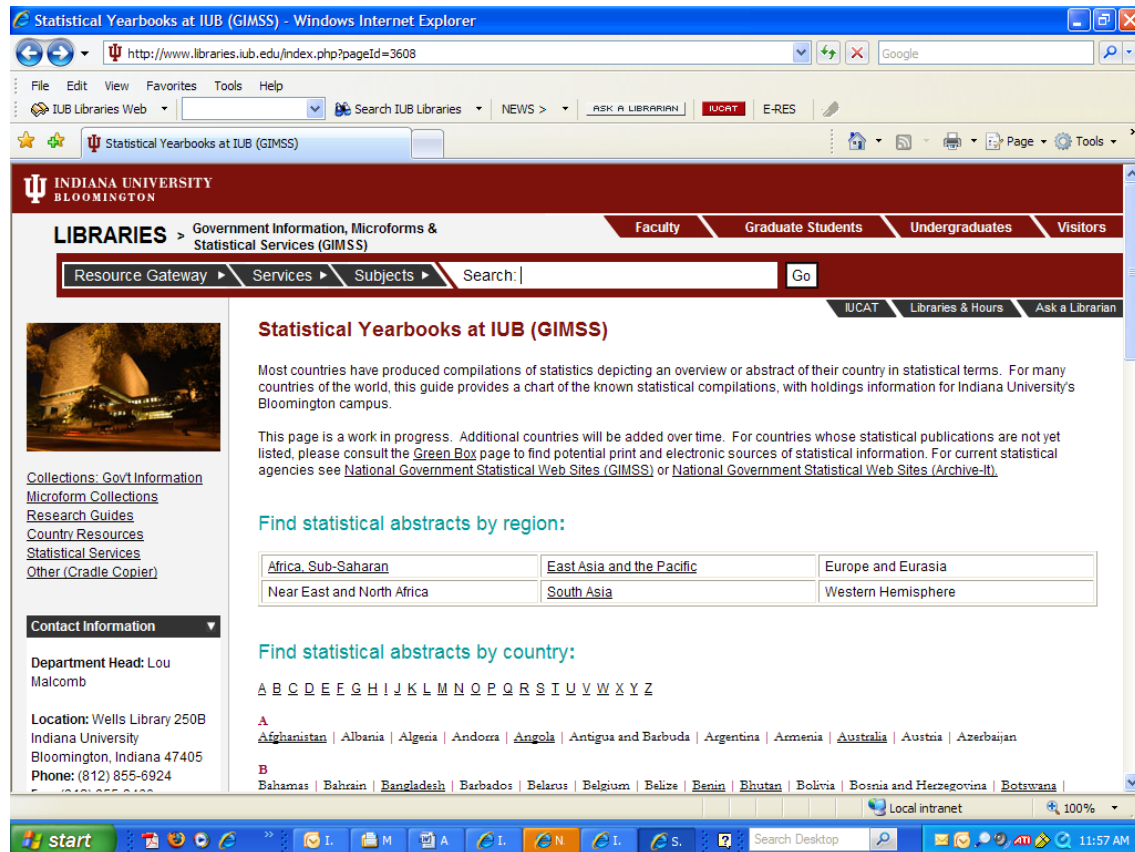 Statistical Yearbooks at IUB (GIMSS) - Windows Internet Explorer
http://www.libraries.iub.edu/index.php?pageId=3608
Google
File Edit View Favorites Tools Help
IUB Libraries Web Search IUB Libraries NEWS > ASK A LIBRARIAN IUCAT E-RES
Statistical Yearbooks at IUB (GIMSS)
Page Tools
INDIANA UNIVERSITY
BLOOMINGTON
LIBRARIES > Government Information, Microforms &
Statistical Services (GIMSS)
Faculty Graduate Students Undergraduates Visitors
Resource Gateway Services Subjects Search: Go
IUCAT Libraries & Hours Ask a Librarian
Statistical Yearbooks at IUB (GIMSS)
Most countries have produced compilations of statistics depicting an overview or abstract of their country in statistical terms. For many
countries of the world, this guide provides a chart of the known statistical compilations, with holdings information for Indiana University's
Bloomington campus.
This page is a work in progress. Additional countries will be added over time. For countries whose statistical publications are not yet
listed, please consult the Green Box page to find potential print and electronic sources of statistical information. For current statistical
agencies see National Government Statistical Web Sites (GIMSS) or National Government Statistical Web Sites (Archive-It).
Collections: Gov't Information
Microform Collections
Research Guides
Country Resources
Statistical Services
Other (Cradle Copier)
Find statistical abstracts by region:
Africa, Sub-Saharan East Asia and the Pacific Europe and Eurasia
Near East and North Africa South Asia Western Hemisphere
Contact Information
Department Head: Lou
Malcomb
Location: Wells Library 250B
Indiana University
Bloomington, Indiana 47405
Phone: (812) 855-6924
Find statistical abstracts by country:
A B C D E F G H I J K L M N O P Q R S T U V W X Y Z
A
Afghanistan | Albania | Algeria | Andorra | Angola | Antigua and Barbuda | Argentina | Armenia | Australia | Austria | Azerbaijan
B
Bahamas | Bahrain | Bangladesh | Barbados | Belarus | Belgium | Belize | Benin | Bhutan | Bolivia | Bosnia and Herzegovina | Botswana |
Local intranet 100%
start I. M A I. N I. S. Search Desktop 11:57 AM